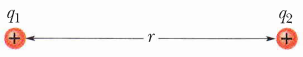 q₁ q₂
+ r +